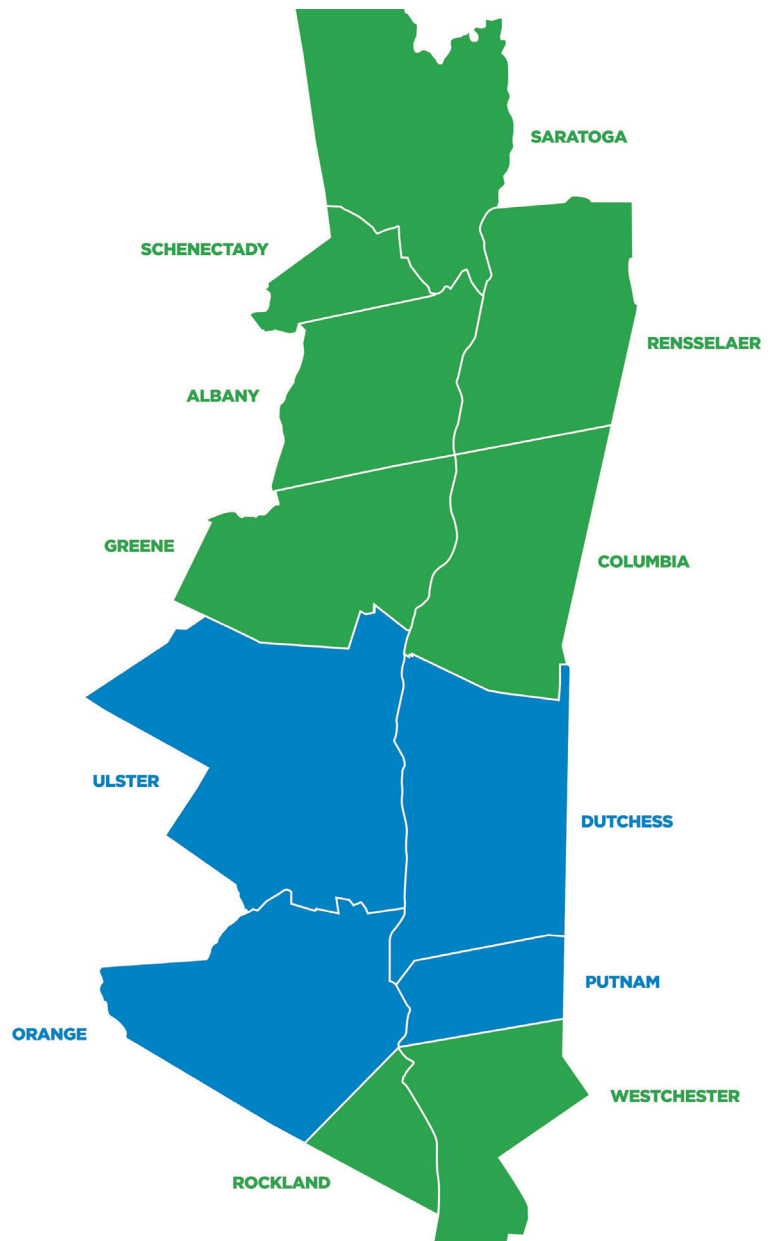 SARATOGA
SCHENECTADY
RENSSELAER
ALBANY
GREENE
COLUMBIA
ULSTER
DUTCHESS
PUTNAM
ORANGE
WESTCHESTER
ROCKLAND